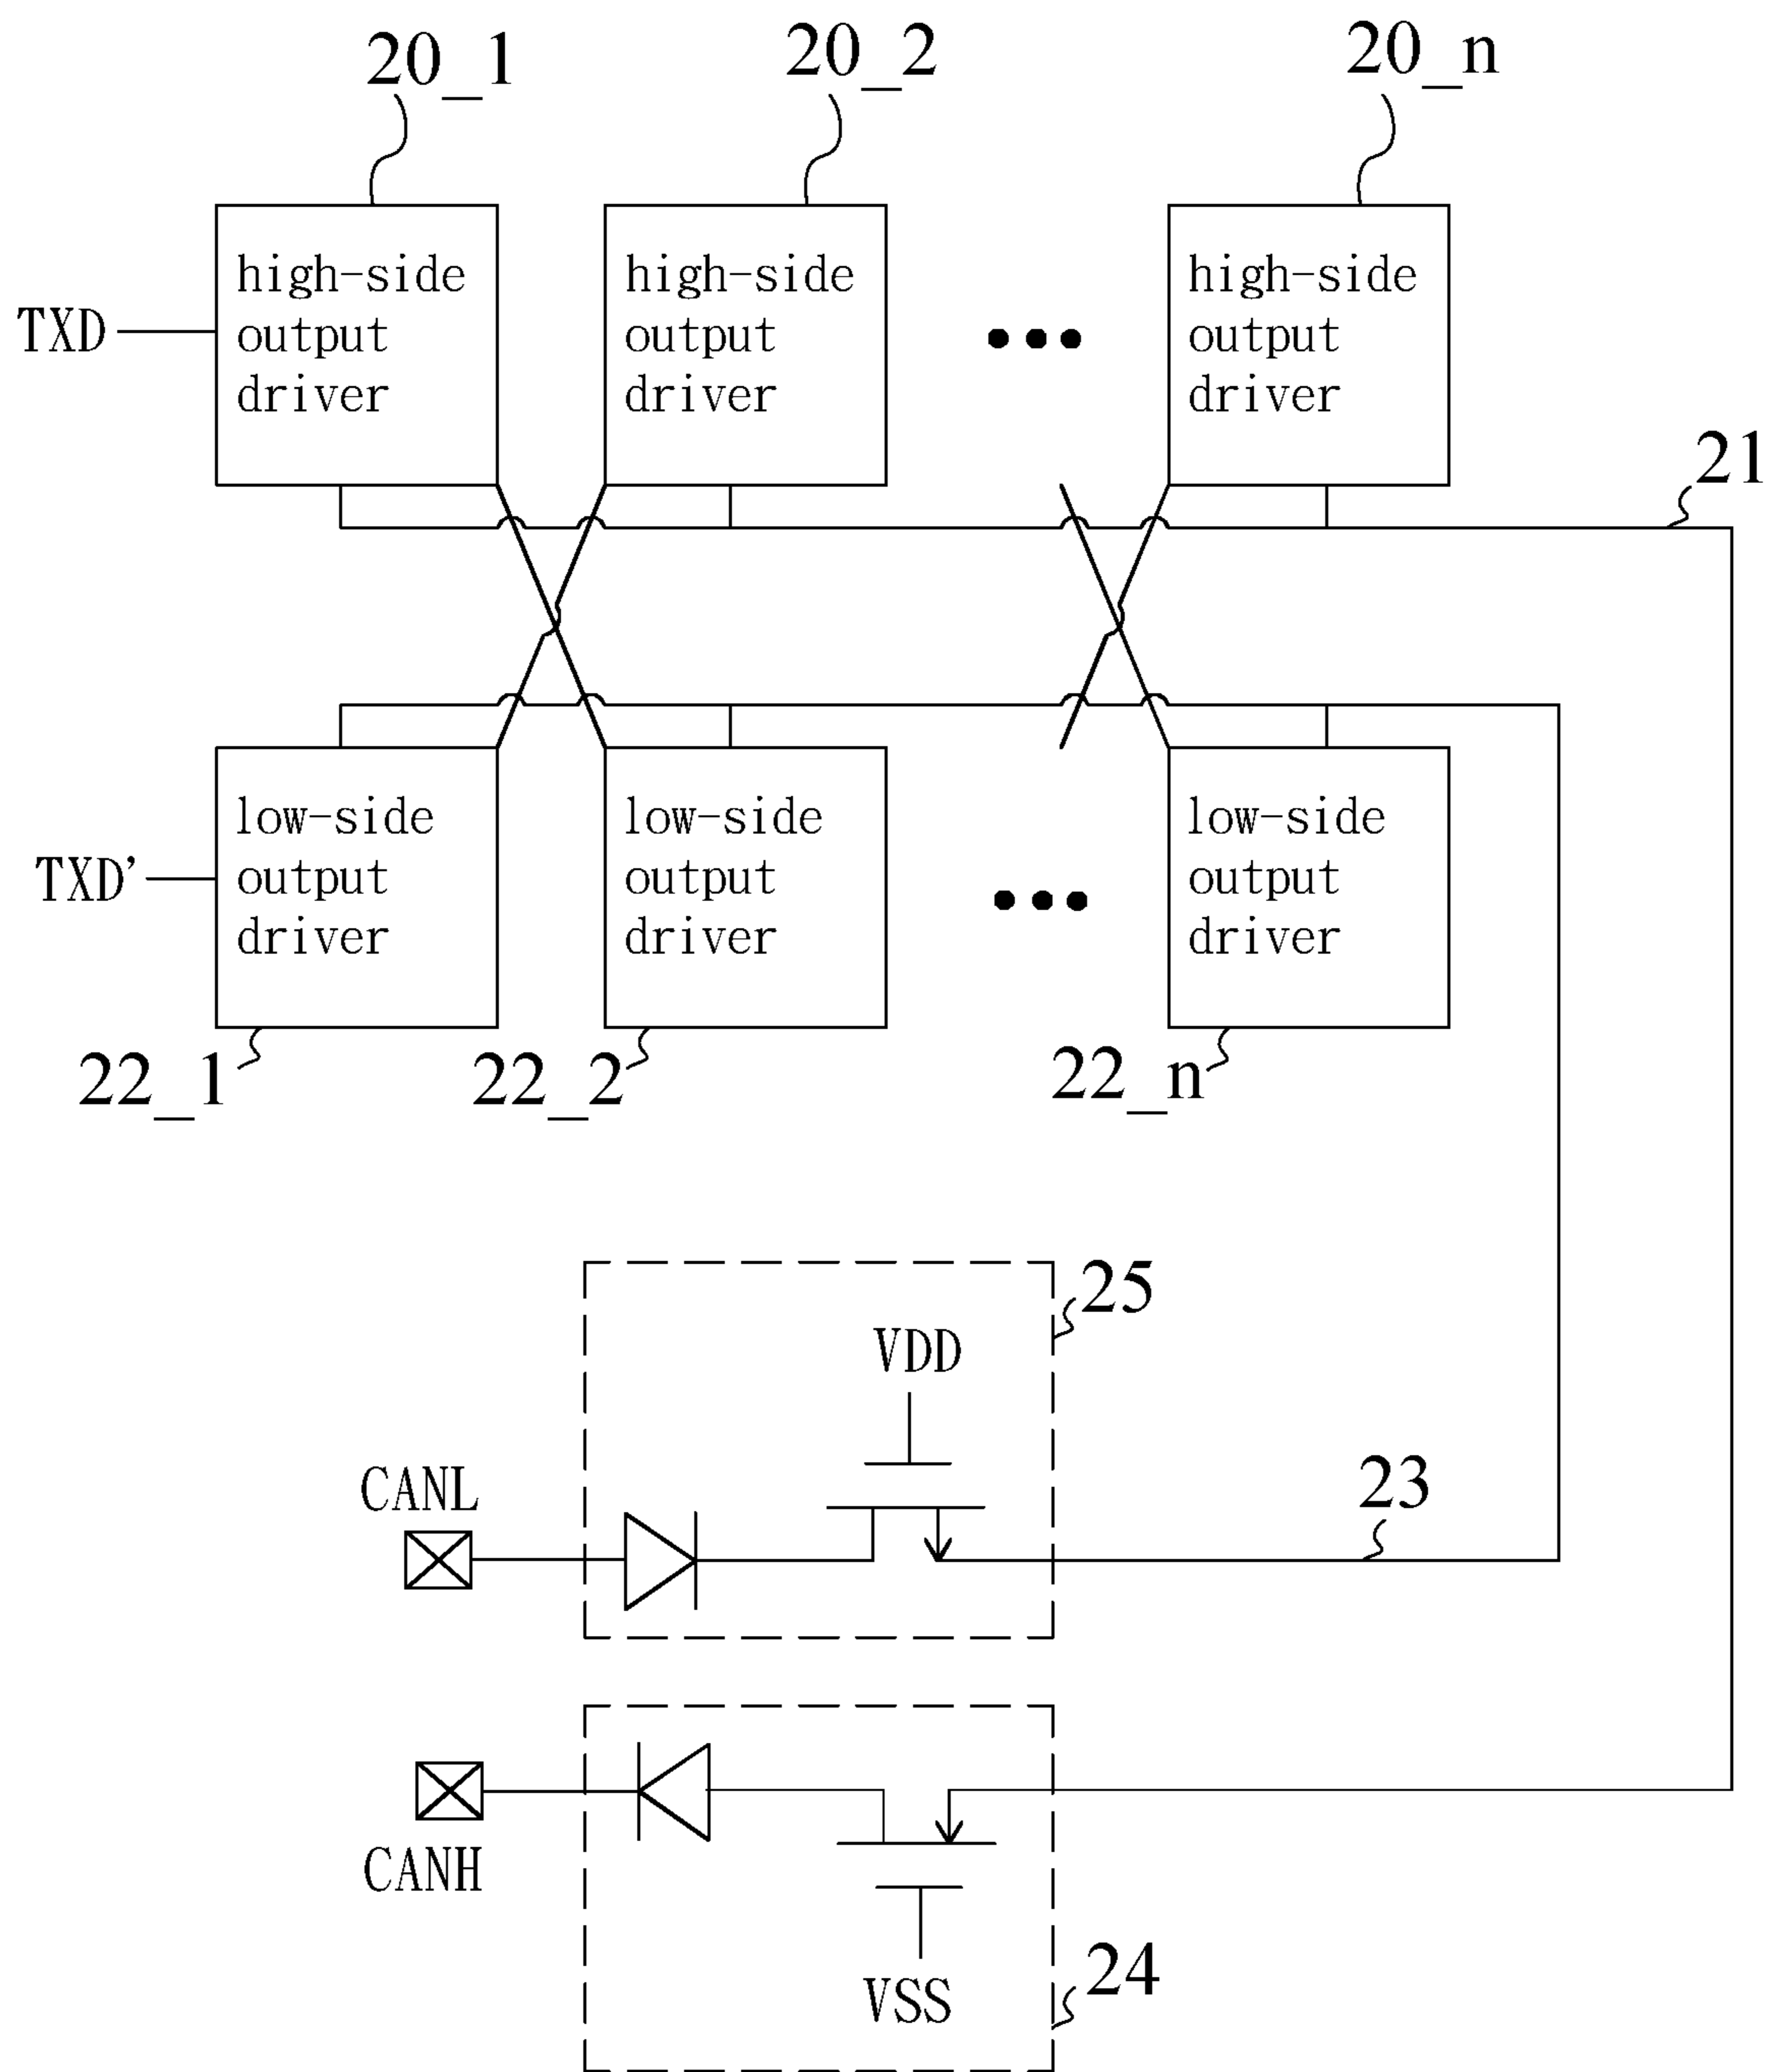 20_1
20_2
20_n
high-side
output
driver
high-side
output
driver
high-side
output
driver
TXD
21
low-side
output
driver
low-side
output
driver
low-side
output
driver
TXD’
22_1
22_2
22_n
25
VDD
CANL
23
CANH
VSS
24